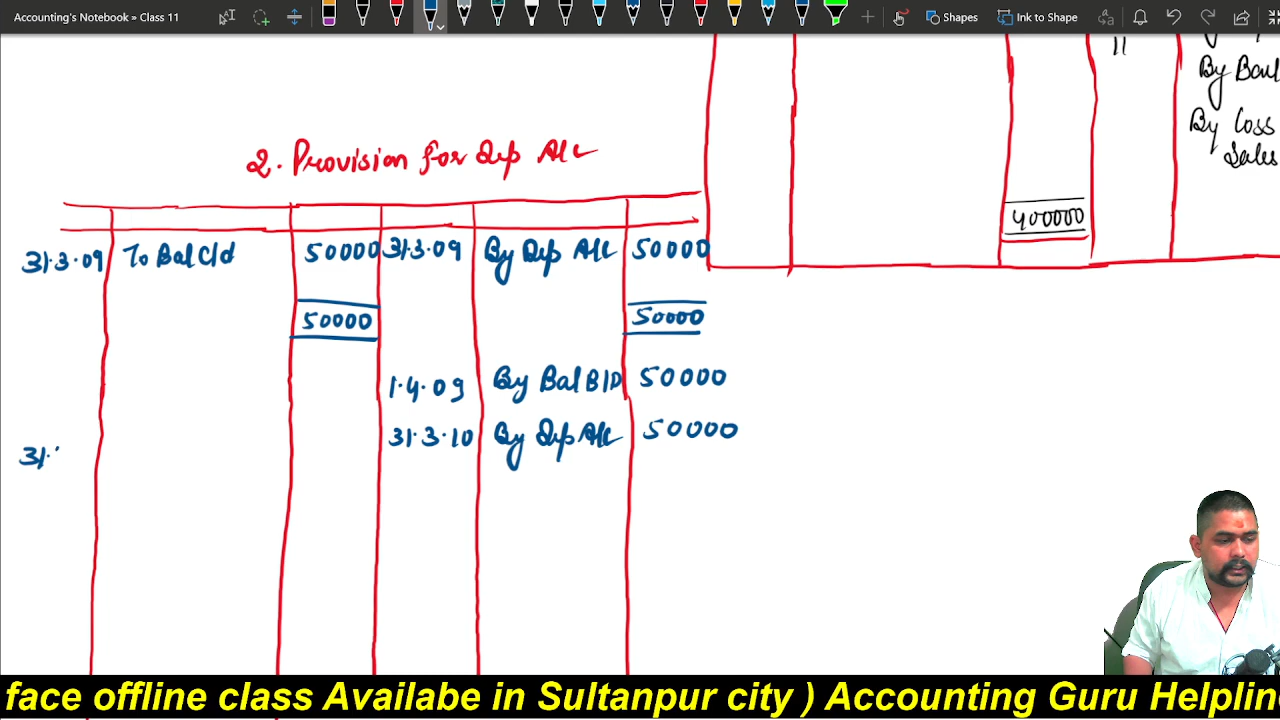 Accounting's Notebook » Class 11
Shapes
Ink to Shape
11
By Bank
By Loss
Sales
400000
2. Provision for Dep A/c
31.3.09 To Bal C/d 50000 31.3.09 By Dep A/c 50000
50000 50000
1.4.09 By Bal B/D 50000
31.3.10 By Dep A/c 50000
31.
face offline class Availabe in Sultanpur city ) Accounting Guru Helplin